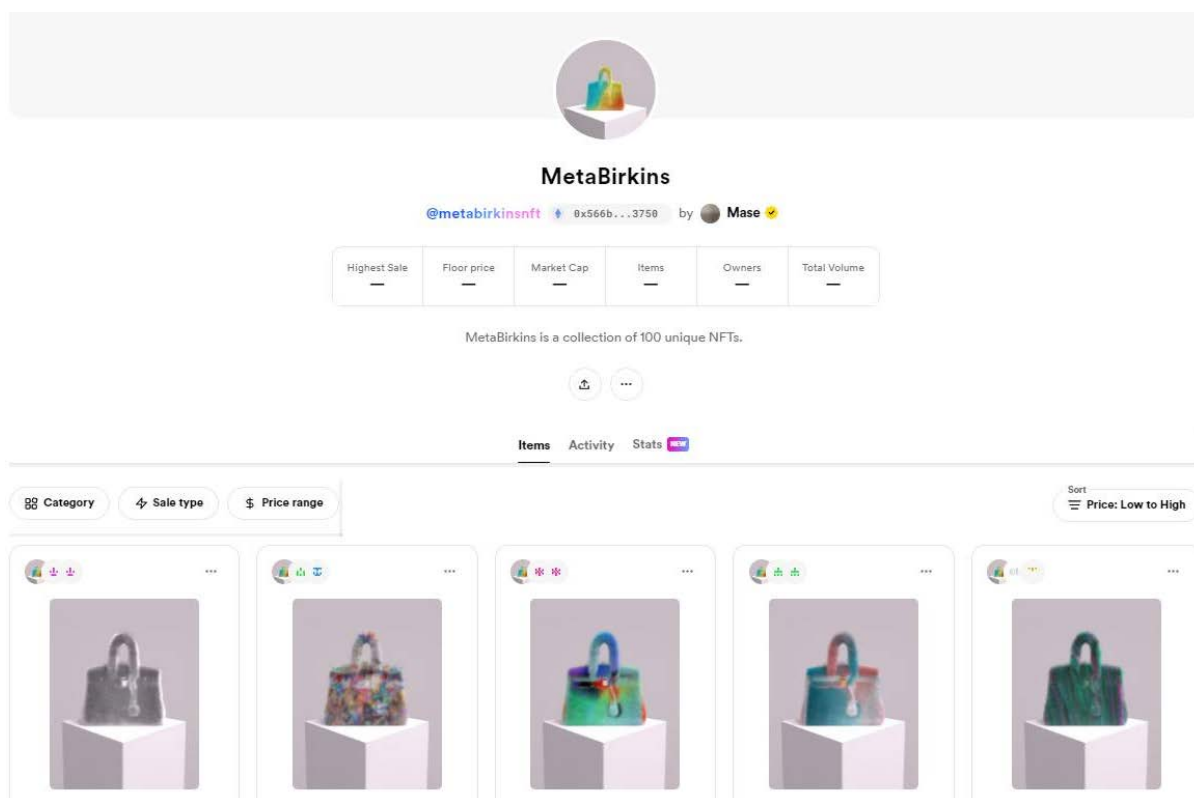 MetaBirkins
@metabirkinsnft 0x566b...3750 by Mase
Highest Sale Floor price Market Cap Items Owners Total Volume
— — — — — —
MetaBirkins is a collection of 100 unique NFTs.
Items Activity Stats NEW
Category Sale type $ Price range
Sort
Price: Low to High